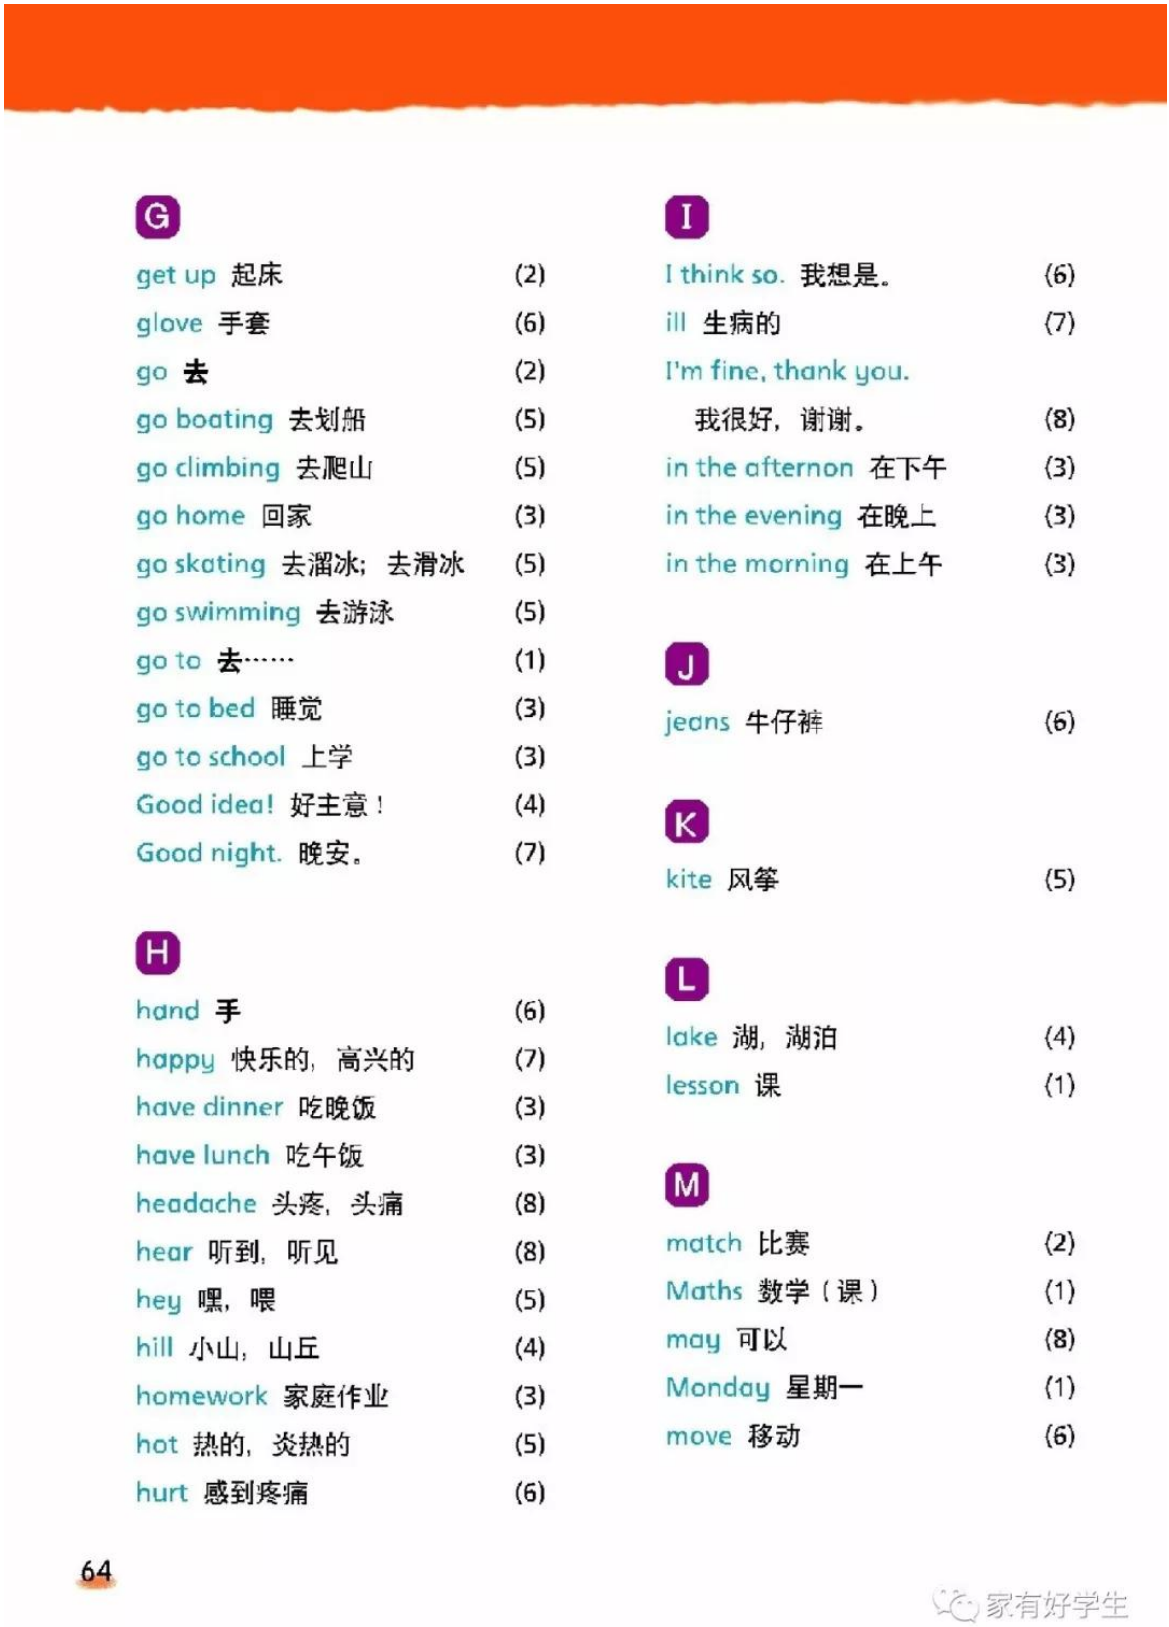 G
get up 起床 (2)
glove 手套 (6)
go 去 (2)
go boating 去划船 (5)
go climbing 去爬山 (5)
go home 回家 (3)
go skating 去溜冰；去滑冰 (5)
go swimming 去游泳 (5)
go to 去…… (1)
go to bed 睡觉 (3)
go to school 上学 (3)
Good idea! 好主意！ (4)
Good night. 晚安。 (7)
H
hand 手 (6)
happy 快乐的，高兴的 (7)
have dinner 吃晚饭 (3)
have lunch 吃午饭 (3)
headache 头疼，头痛 (8)
hear 听到，听见 (8)
hey 嘿，喂 (5)
hill 小山，山丘 (4)
homework 家庭作业 (3)
hot 热的，炎热的 (5)
hurt 感到疼痛 (6)
I
I think so. 我想是。 (6)
ill 生病的 (7)
I'm fine, thank you.
我很好，谢谢。 (8)
in the afternon 在下午 (3)
in the evening 在晚上 (3)
in the morning 在上午 (3)
J
jeans 牛仔裤 (6)
K
kite 风筝 (5)
L
lake 湖，湖泊 (4)
lesson 课 (1)
M
match 比赛 (2)
Maths 数学（课） (1)
may 可以 (8)
Monday 星期一 (1)
move 移动 (6)
64
家有好学生